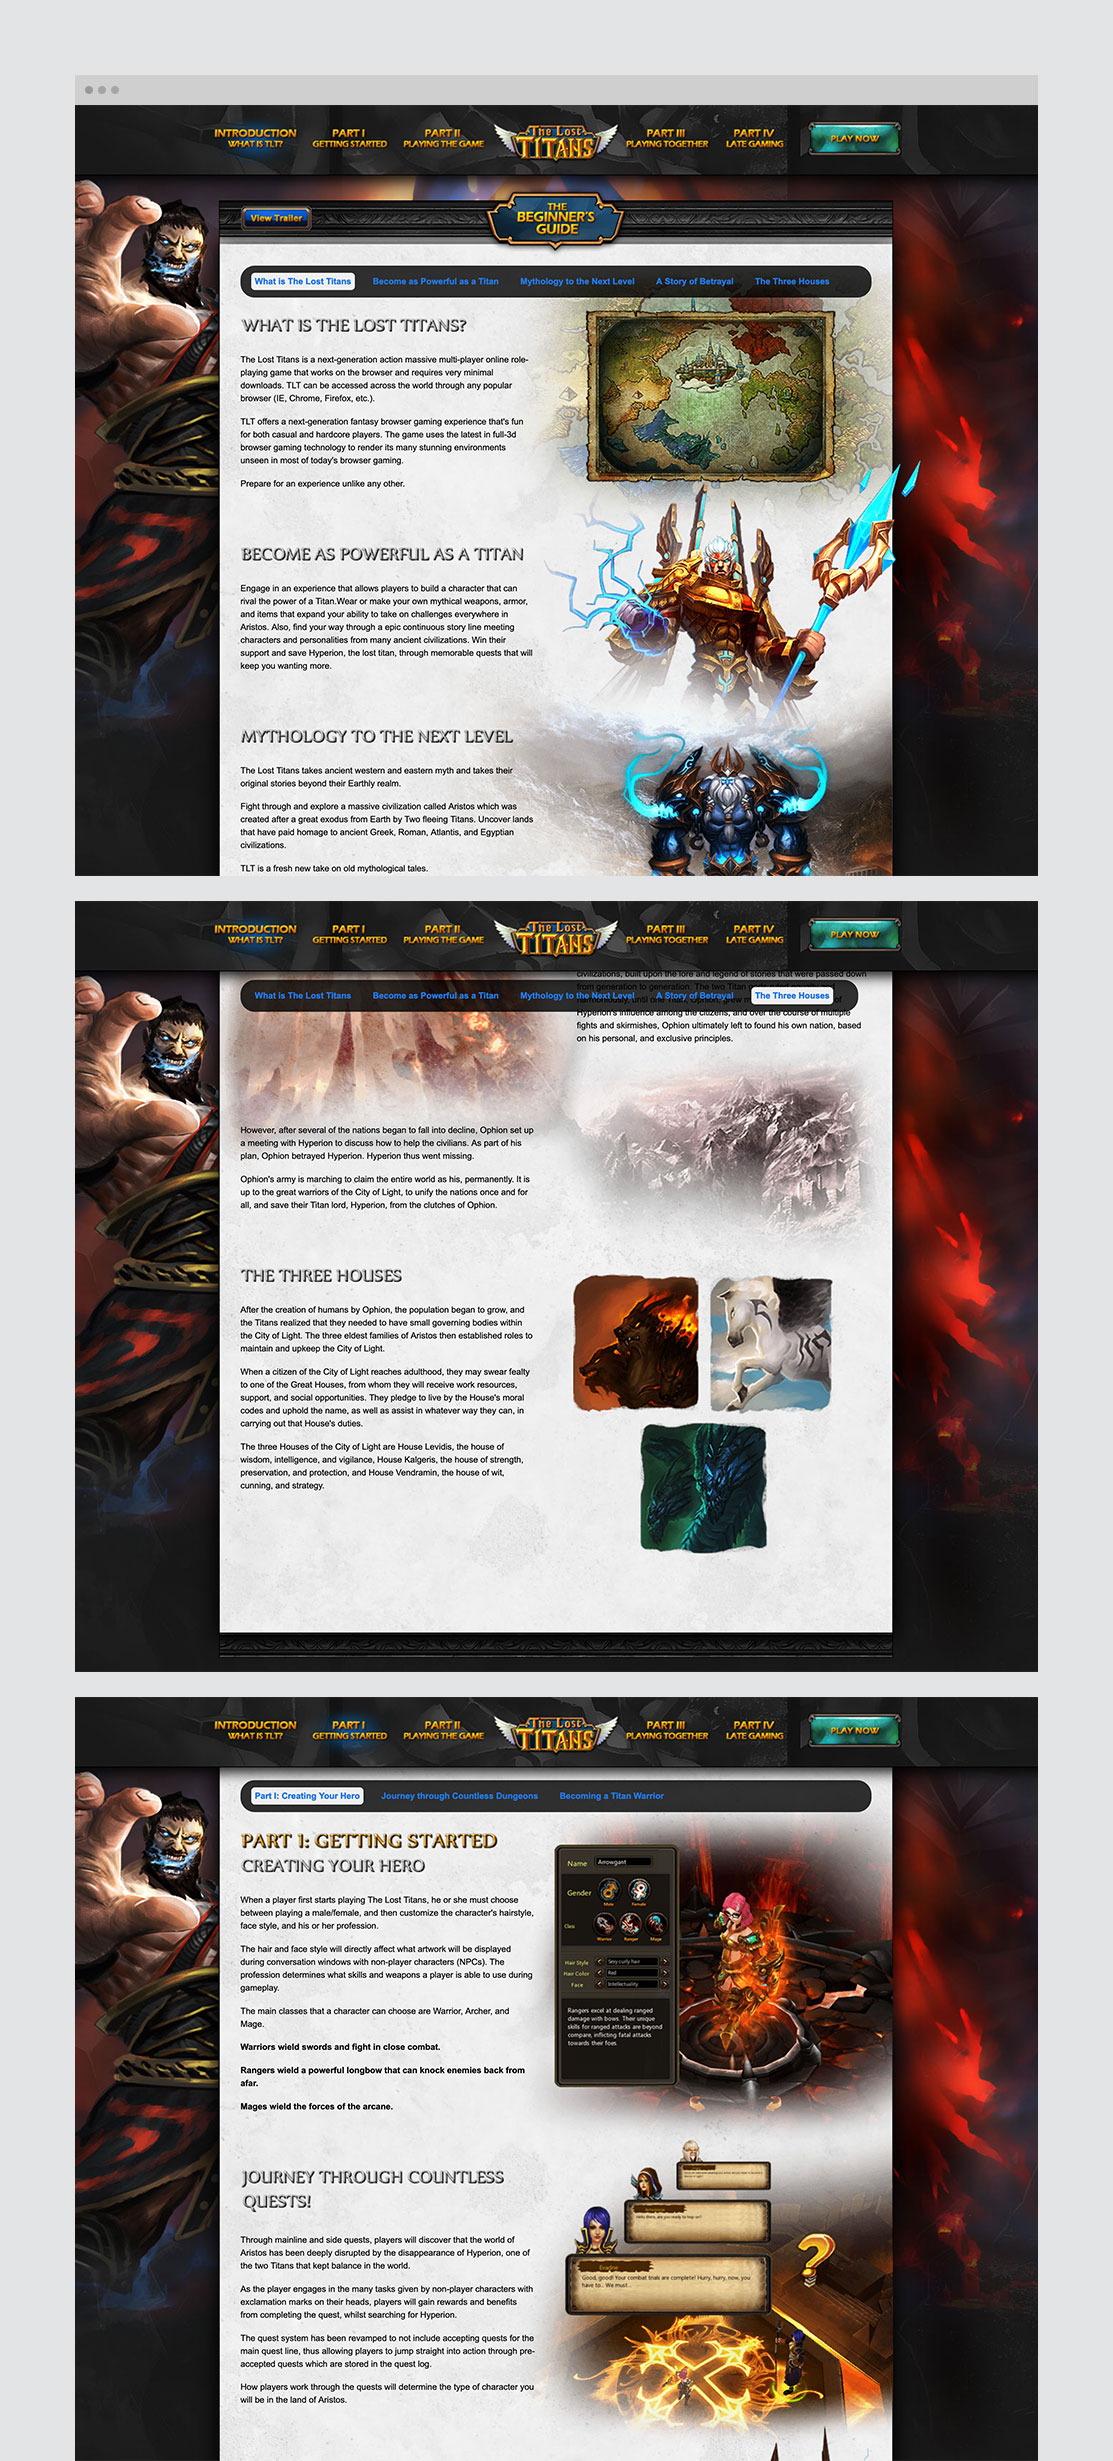 INTRODUCTION
WHAT IS TLT?
PART I
GETTING STARTED
PART II
PLAYING THE GAME
The Lost
TITANS
PART III
PLAYING TOGETHER
PART IV
LATE GAMING
PLAY NOW
View Trailer
THE
BEGINNER'S
GUIDE
What is The Lost Titans
Become as Powerful as a Titan
Mythology to the Next Level
A Story of Betrayal
The Three Houses
WHAT IS THE LOST TITANS?
The Lost Titans is a next-generation action massive multi-player online role-
playing game that works on the browser and requires very minimal
downloads. TLT can be accessed across the world through any popular
browser (IE, Chrome, Firefox, etc.).
TLT offers a next-generation fantasy browser gaming experience that's fun
for both casual and hardcore players. The game uses the latest in full-3d
browser gaming technology to render its many stunning environments
unseen in most of today's browser gaming.
Prepare for an experience unlike any other.
BECOME AS POWERFUL AS A TITAN
Engage in an experience that allows players to build a character that can
rival the power of a Titan.Wear or make your own mythical weapons, armor,
and items that expand your ability to take on challenges everywhere in
Aristos. Also, find your way through a epic continuous story line meeting
characters and personalities from many ancient civilizations. Win their
support and save Hyperion, the lost titan, through memorable quests that will
keep you wanting more.
MYTHOLOGY TO THE NEXT LEVEL
The Lost Titans takes ancient western and eastern myth and takes their
original stories beyond their Earthly realm.
Fight through and explore a massive civilization called Aristos which was
created after a great exodus from Earth by Two fleeing Titans. Uncover lands
that have paid homage to ancient Greek, Roman, Atlantis, and Egyptian
civilizations.
TLT is a fresh new take on old mythological tales.
INTRODUCTION
WHAT IS TLT?
PART I
GETTING STARTED
PART II
PLAYING THE GAME
The Lost
TITANS
PART III
PLAYING TOGETHER
PART IV
LATE GAMING
PLAY NOW
civilizations, built upon the lore and legend of stories that were passed down
from generation to generation. The two Titan
What is The Lost Titans
Become as Powerful as a Titan
Mythology to the Next Level
A Story of Betrayal
The Three Houses
harmoniously, until one Titan, Ophion, grew of
Hyperion's influence among the citizens, and over the course of multiple
fights and skirmishes, Ophion ultimately left to found his own nation, based
on his personal, and exclusive principles.
However, after several of the nations began to fall into decline, Ophion set up
a meeting with Hyperion to discuss how to help the civilians. As part of his
plan, Ophion betrayed Hyperion. Hyperion thus went missing.
Ophion's army is marching to claim the entire world as his, permanently. It is
up to the great warriors of the City of Light, to unify the nations once and for
all, and save their Titan lord, Hyperion, from the clutches of Ophion.
THE THREE HOUSES
After the creation of humans by Ophion, the population began to grow, and
the Titans realized that they needed to have small governing bodies within
the City of Light. The three eldest families of Aristos then established roles to
maintain and upkeep the City of Light.
When a citizen of the City of Light reaches adulthood, they may swear fealty
to one of the Great Houses, from whom they will receive work resources,
support, and social opportunities. They pledge to live by the House's moral
codes and uphold the name, as well as assist in whatever way they can, in
carrying out that House's duties.
The three Houses of the City of Light are House Levidis, the house of
wisdom, intelligence, and vigilance, House Kalgeris, the house of strength,
preservation, and protection, and House Vendramin, the house of wit,
cunning, and strategy.
INTRODUCTION
WHAT IS TLT?
PART I
GETTING STARTED
PART II
PLAYING THE GAME
The Lost
TITANS
PART III
PLAYING TOGETHER
PART IV
LATE GAMING
PLAY NOW
Part I: Creating Your Hero
Journey through Countless Dungeons
Becoming a Titan Warrior
PART I: GETTING STARTED
CREATING YOUR HERO
When a player first starts playing The Lost Titans, he or she must choose
between playing a male/female, and then customize the character's hairstyle,
face style, and his or her profession.
The hair and face style will directly affect what artwork will be displayed
during conversation windows with non-player characters (NPCs). The
profession determines what skills and weapons a player is able to use during
gameplay.
The main classes that a character can choose are Warrior, Archer, and
Mage.
Warriors wield swords and fight in close combat.
Rangers wield a powerful longbow that can knock enemies back from
afar.
Mages wield the forces of the arcane.
Name
Arrowgant
Gender
Male
Female
Class
Warrior
Ranger
Mage
Hair Style
Sexy curly hair
Hair Color
Red
Face
Intellectuality
Rangers excel at dealing ranged
damage with bows. Their unique
skills for ranged attacks are beyond
compare, inflicting fatal attacks
towards their foes.
JOURNEY THROUGH COUNTLESS
QUESTS!
Through mainline and side quests, players will discover that the world of
Aristos has been deeply disrupted by the disappearance of Hyperion, one of
the two Titans that kept balance in the world.
As the player engages in the many tasks given by non-player characters with
exclamation marks on their heads, players will gain rewards and benefits
from completing the quest, whilst searching for Hyperion.
The quest system has been revamped to not include accepting quests for the
main quest line, thus allowing players to jump straight into action through pre-
accepted quests which are stored in the quest log.
How players work through the quests will determine the type of character you
will be in the land of Aristos.
Hello there, are you ready to hop on?
Good, good! Your combat trials are complete! Hurry, hurry, now, you
have to.. We must...